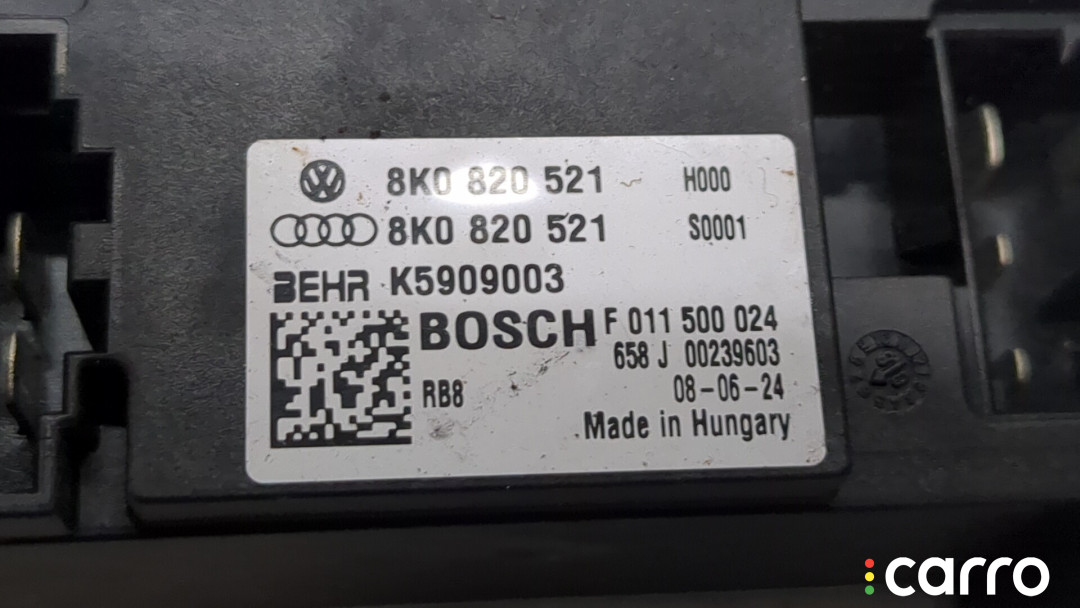 8K0 820 521 H000
8K0 820 521 S0001
BEHR K5909003
BOSCH F 011 500 024
658 J 00239603
RB8 08-06-24
Made in Hungary
carro